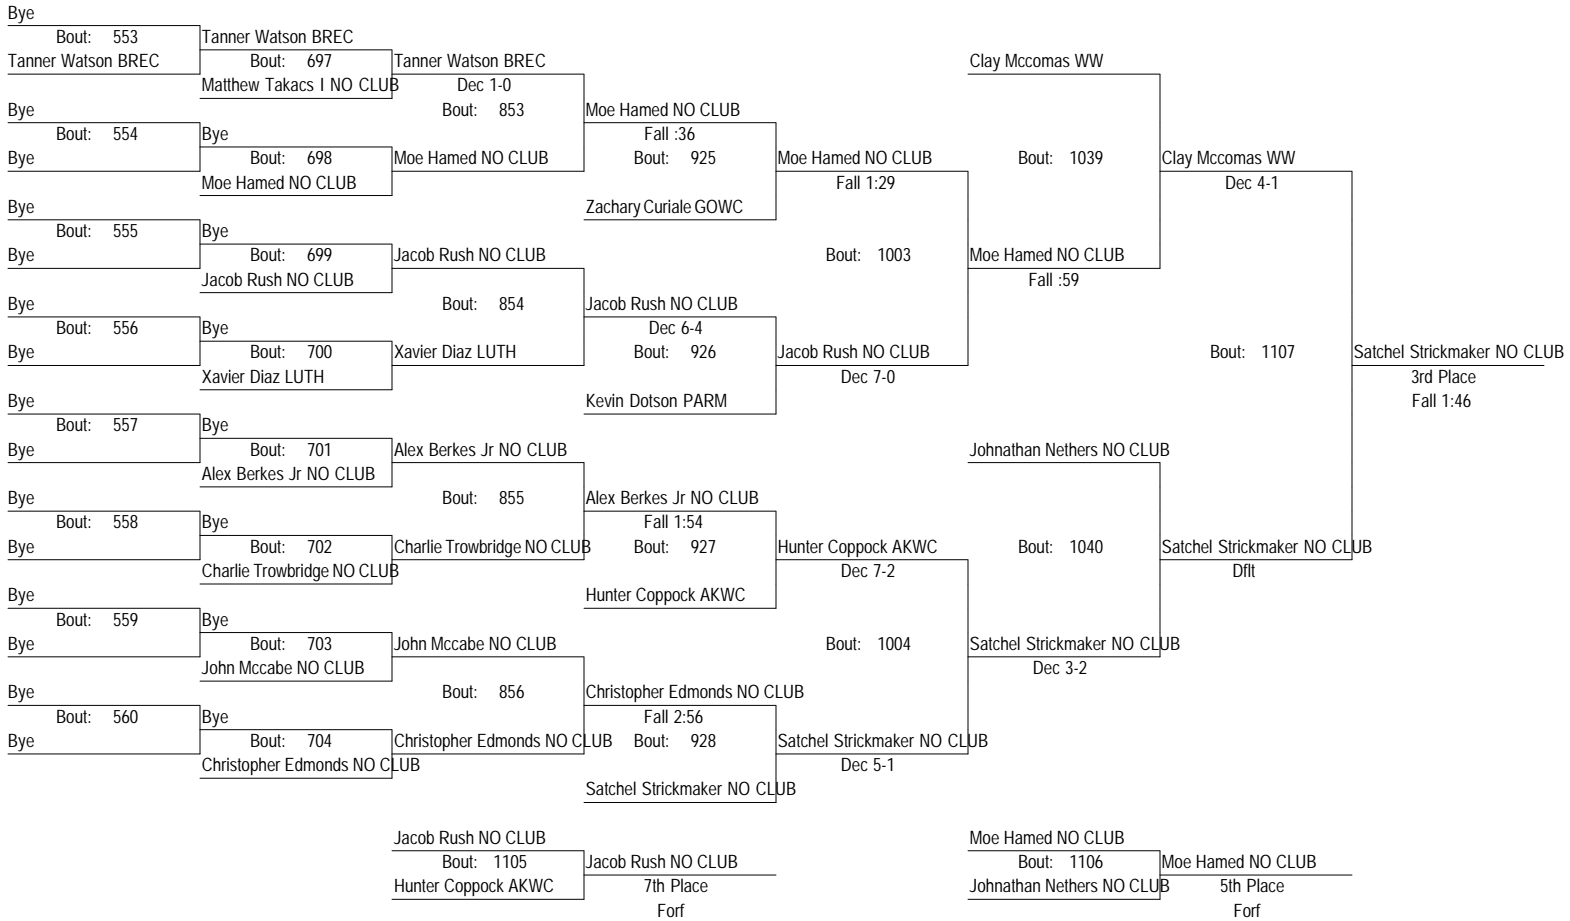 Bye
Bout: 553
Tanner Watson BREC
Tanner Watson BREC
Bout: 697
Matthew Takacs I NO CLUB
Tanner Watson BREC
Dec 1-0
Bout: 853
Bye
Bout: 554
Bye
Bye
Bout: 698
Moe Hamed NO CLUB
Moe Hamed NO CLUB
Moe Hamed NO CLUB
Fall :36
Bout: 925
Zachary Curiale GOWC
Moe Hamed NO CLUB
Fall 1:29
Bout: 1003
Bye
Bout: 555
Bye
Bye
Bout: 699
Jacob Rush NO CLUB
Jacob Rush NO CLUB
Bout: 854
Bye
Bout: 556
Bye
Bye
Bout: 700
Xavier Diaz LUTH
Xavier Diaz LUTH
Jacob Rush NO CLUB
Dec 6-4
Bout: 926
Kevin Dotson PARM
Jacob Rush NO CLUB
Dec 7-0
Clay Mccomas WW
Bout: 1039
Moe Hamed NO CLUB
Fall :59
Clay Mccomas WW
Dec 4-1
Bout: 1107
Satchel Strickmaker NO CLUB
3rd Place
Fall 1:46
Bye
Bout: 557
Bye
Bye
Bout: 701
Alex Berkes Jr NO CLUB
Alex Berkes Jr NO CLUB
Bout: 855
Bye
Bout: 558
Bye
Bye
Bout: 702
Charlie Trowbridge NO CLUB
Charlie Trowbridge NO CLUB
Alex Berkes Jr NO CLUB
Fall 1:54
Bout: 927
Hunter Coppock AKWC
Hunter Coppock AKWC
Dec 7-2
Bout: 1004
Bye
Bout: 559
Bye
Bye
Bout: 703
John Mccabe NO CLUB
John Mccabe NO CLUB
Bout: 856
Bye
Bout: 560
Bye
Bye
Bout: 704
Christopher Edmonds NO CLUB
Christopher Edmonds NO CLUB
Christopher Edmonds NO CLUB
Fall 2:56
Bout: 928
Satchel Strickmaker NO CLUB
Satchel Strickmaker NO CLUB
Dec 5-1
Johnathan Nethers NO CLUB
Bout: 1040
Satchel Strickmaker NO CLUB
Dec 3-2
Satchel Strickmaker NO CLUB
Dflt
Jacob Rush NO CLUB
Bout: 1105
Hunter Coppock AKWC
Jacob Rush NO CLUB
7th Place
Forf
Moe Hamed NO CLUB
Bout: 1106
Johnathan Nethers NO CLUB
Moe Hamed NO CLUB
5th Place
Forf